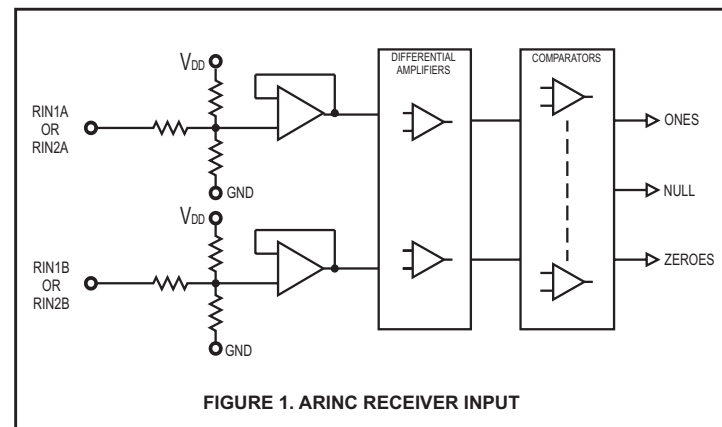 VDD
RIN1A
OR
RIN2A
GND
DIFFERENTIAL
AMPLIFIERS
COMPARATORS
ONES
NULL
ZEROES
VDD
RIN1B
OR
RIN2B
GND
FIGURE 1. ARINC RECEIVER INPUT